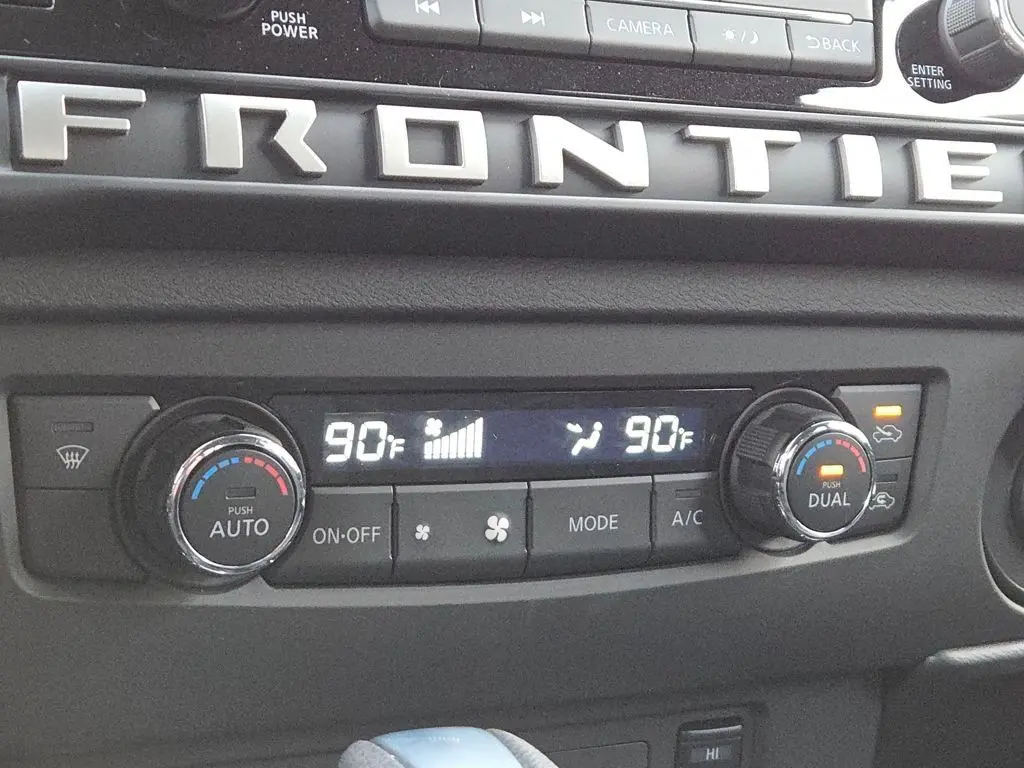 PUSH
POWER
CAMERA
BACK
ENTER
SETTING
FRONTIE
90°F
90°F
PUSH
AUTO
ON·OFF
MODE
A/C
PUSH
DUAL
HI